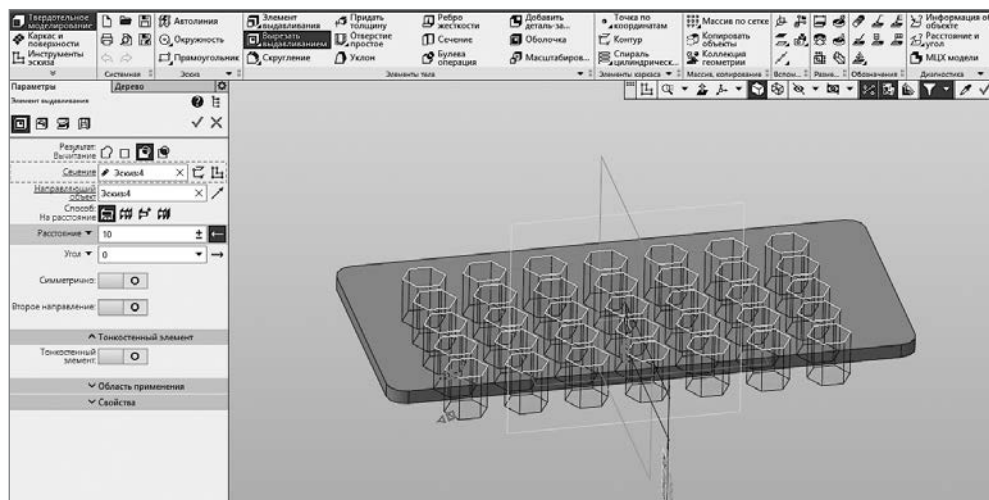 Твердотельное моделирование
Каркас и поверхности
Инструменты эскиза
Системная
Автолиния
Окружность
Прямоугольник
Эскиз
Элемент выдавливания
Вырезать выдавливанием
Скругление
Придать толщину
Отверстие простое
Уклон
Ребро жесткости
Сечение
Булева операция
Добавить деталь-за...
Оболочка
Масштабиров...
Элементы тела
Точка по координатам
Контур
Спираль цилиндрическ...
Элементы каркаса
Массив по сетке
Копировать объекты
Коллекция геометрии
Массив, копирование
Вспом...
Разме...
Обозначения
Информация об объекте
Расстояние и угол
МЦХ модели
Диагностика
Параметры
Дерево
Элемент выдавливания
Результат: Вычитание
Сечение
Эскиз:4
Направляющий объект
Эскиз:4
Способ: На расстояние
Расстояние
10
Угол
0
Симметрично:
Второе направление:
Тонкостенный элемент
Тонкостенный элемент:
Область применения
Свойства